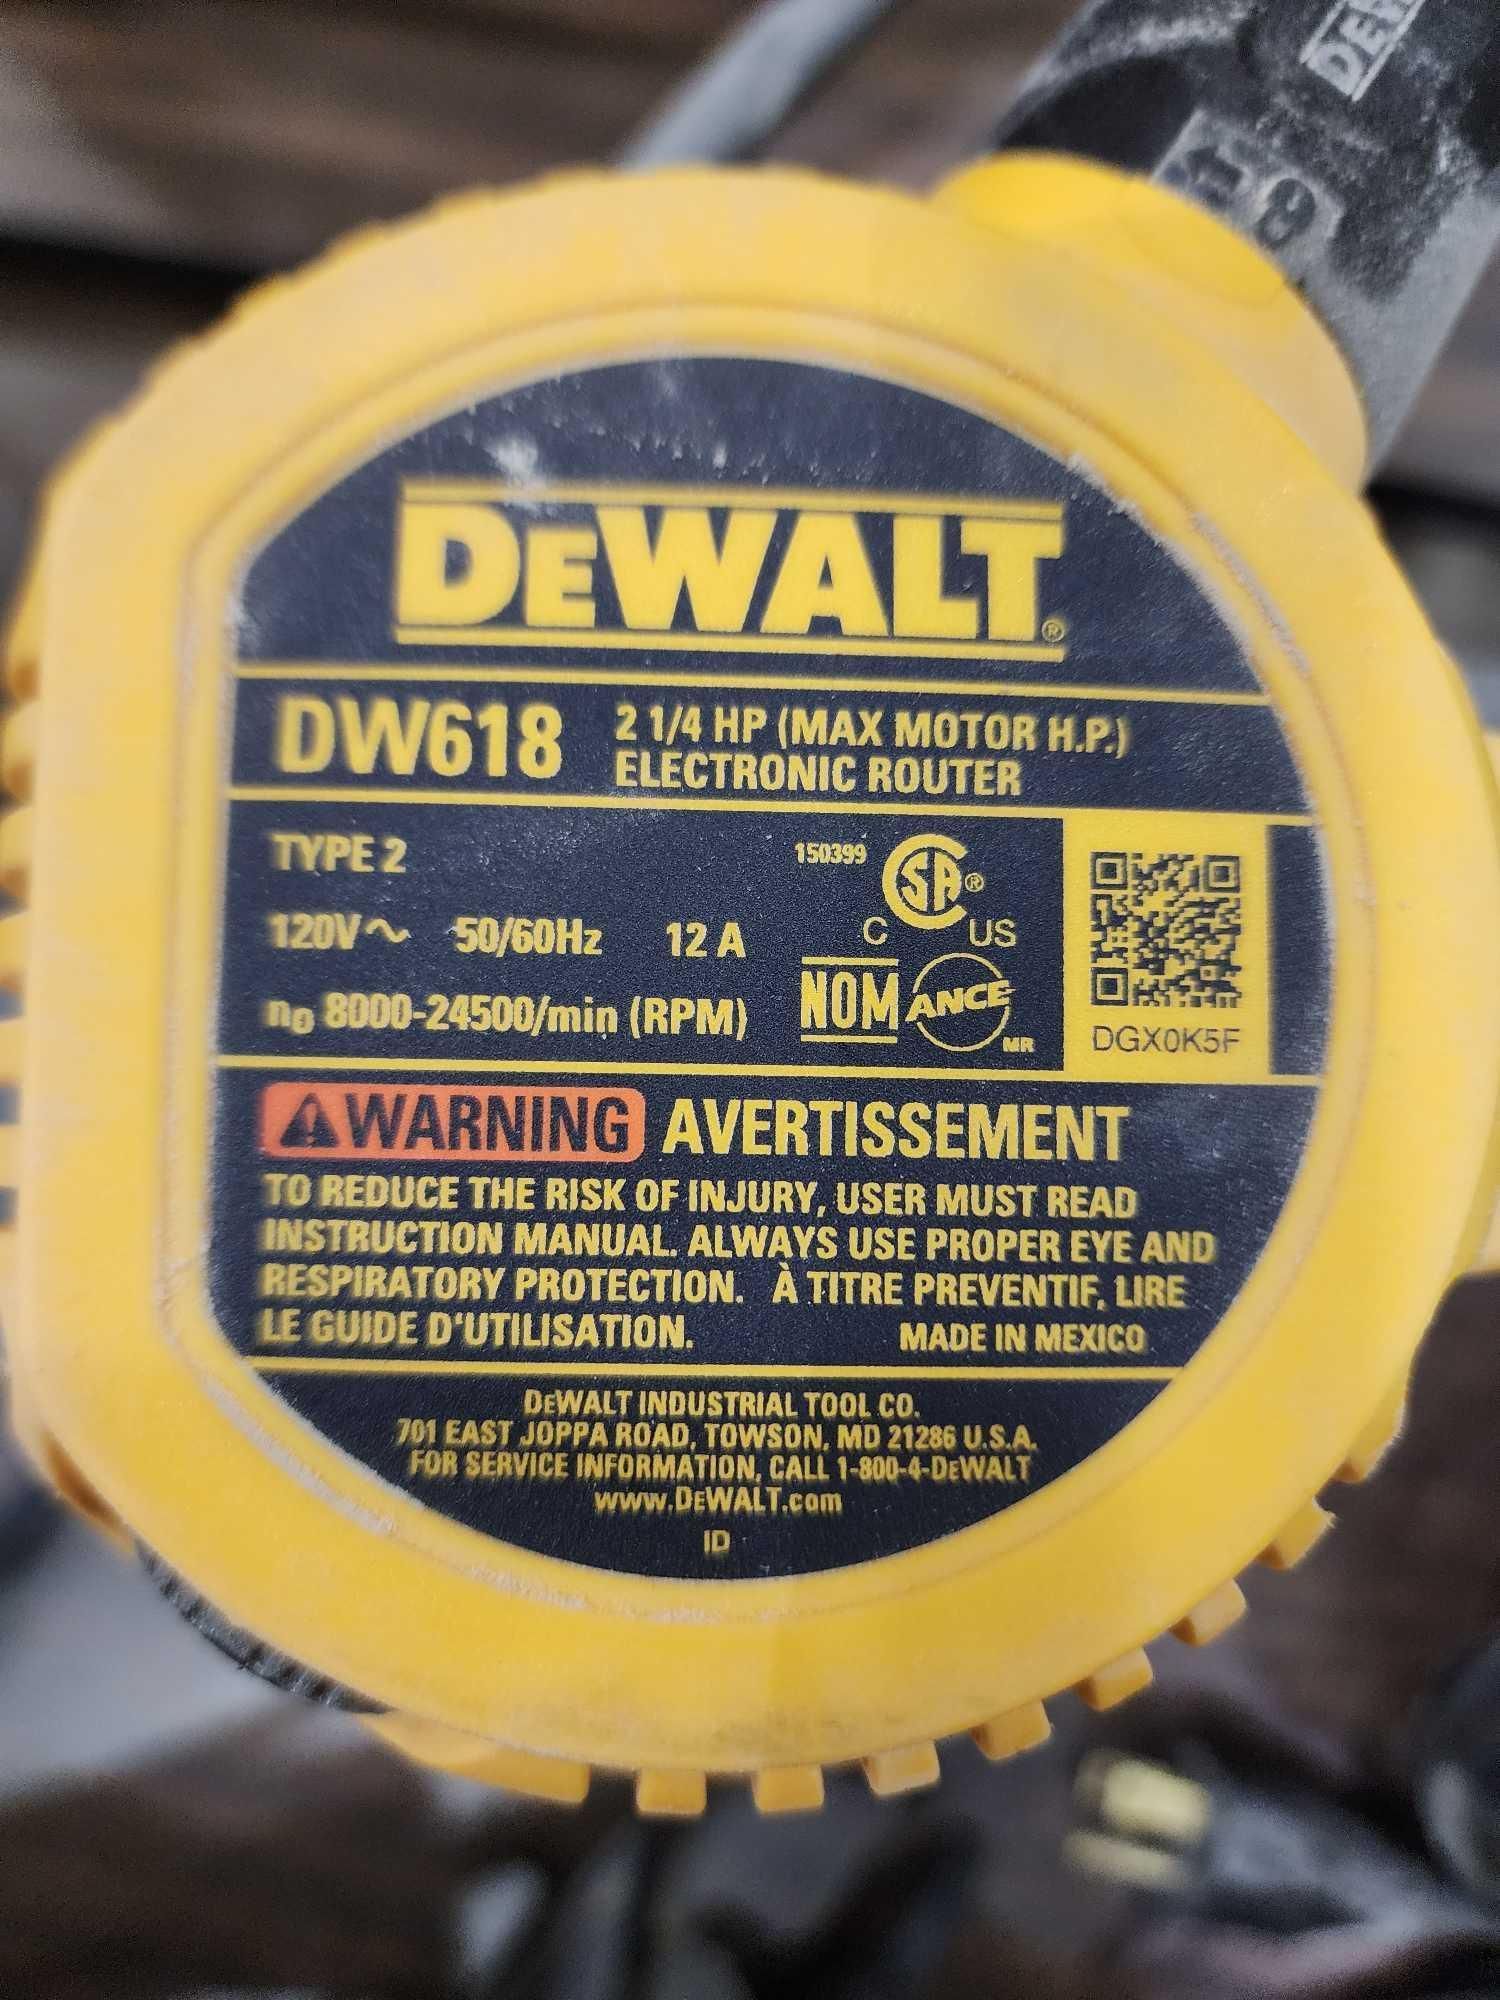 DEWALT®
DW618 2 1/4 HP (MAX MOTOR H.P.)
ELECTRONIC ROUTER
TYPE 2
150399 CSA®
C US
120V~ 50/60Hz 12 A
n₀ 8000-24500/min (RPM)
NOM ANCE MR
DGX0K5F
WARNING AVERTISSEMENT
TO REDUCE THE RISK OF INJURY, USER MUST READ
INSTRUCTION MANUAL. ALWAYS USE PROPER EYE AND
RESPIRATORY PROTECTION. À TITRE PREVENTIF, LIRE
LE GUIDE D'UTILISATION. MADE IN MEXICO
DEWALT INDUSTRIAL TOOL CO.
701 EAST JOPPA ROAD, TOWSON, MD 21286 U.S.A.
FOR SERVICE INFORMATION, CALL 1-800-4-DEWALT
www.DEWALT.com
ID